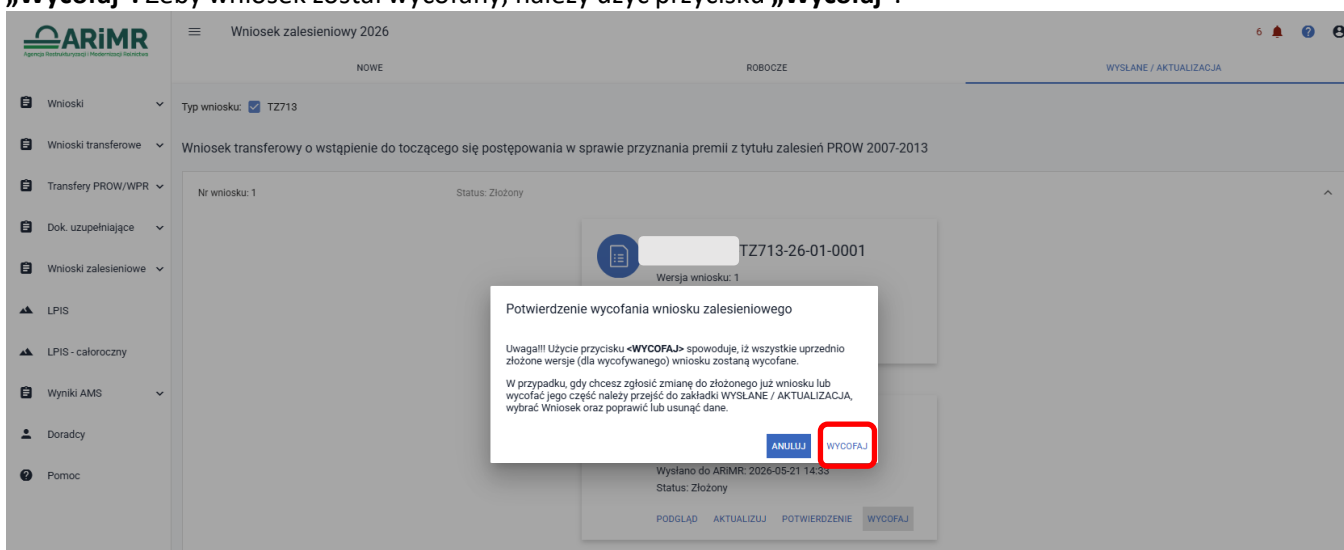 „Wycofaj". Żeby wniosek został wycofany, należy użyć przycisku „Wycofaj".
ARiMR
Agencja Restrukturyzacji i Modernizacji Rolnictwa
Wniosek zalesieniowy 2026
6
NOWE
ROBOCZE
WYSŁANE / AKTUALIZACJA
Wnioski
Wnioski transferowe
Transfery PROW/WPR
Dok. uzupełniające
Wnioski zalesieniowe
LPIS
LPIS - całoroczny
Wyniki AMS
Doradcy
Pomoc
Typ wniosku: TZ713
Wniosek transferowy o wstąpienie do toczącego się postępowania w sprawie przyznania premii z tytułu zalesień PROW 2007-2013
Nr wniosku: 1
Status: Złożony
TZ713-26-01-0001
Wersja wniosku: 1
Potwierdzenie wycofania wniosku zalesieniowego
Uwaga!!! Użycie przycisku <WYCOFAJ> spowoduje, iż wszystkie uprzednio
złożone wersje (dla wycofywanego) wniosku zostaną wycofane.
W przypadku, gdy chcesz zgłosić zmianę do złożonego już wniosku lub
wycofać jego część należy przejść do zakładki WYSŁANE / AKTUALIZACJA,
wybrać Wniosek oraz poprawić lub usunąć dane.
ANULUJ WYCOFAJ
Wysłano do ARiMR: 2026-05-21 14:33
Status: Złożony
PODGLĄD AKTUALIZUJ POTWIERDZENIE WYCOFAJ